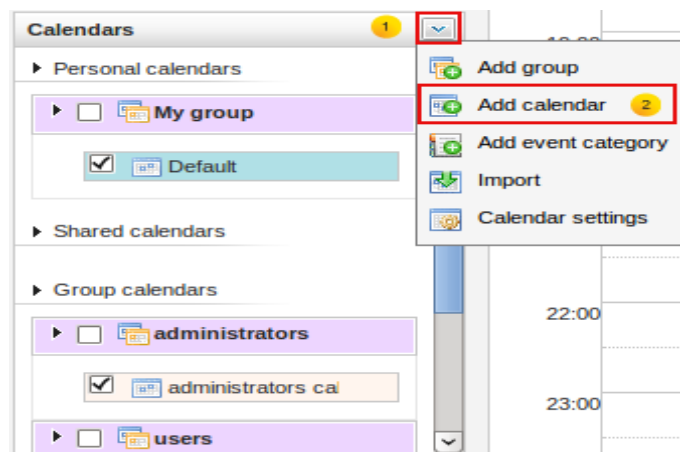 Calendars 1
Personal calendars
My group
Default
Shared calendars
Group calendars
administrators
administrators cal
users
Add group
Add calendar 2
Add event category
Import
Calendar settings
22:00
23:00